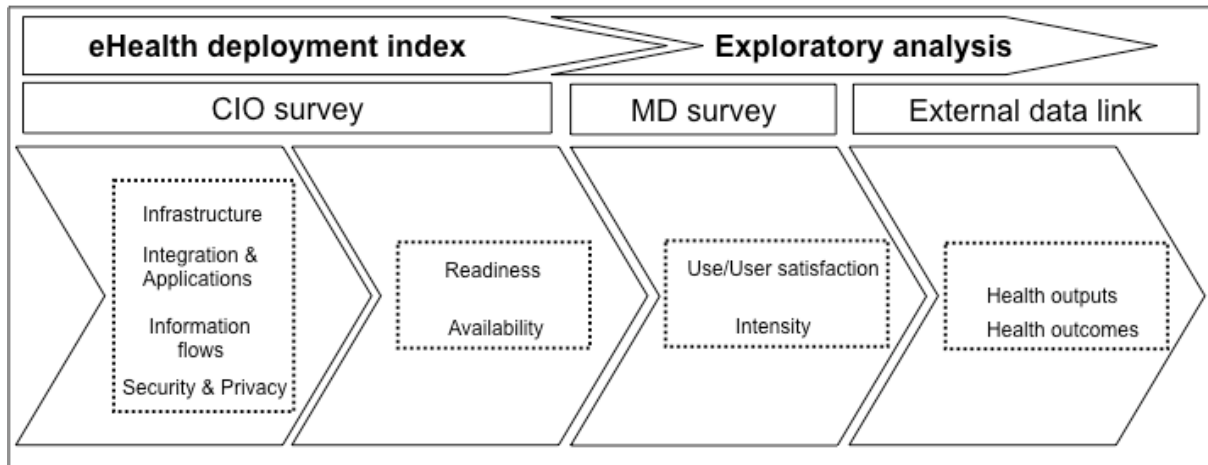 eHealth deployment index
Exploratory analysis
CIO survey
MD survey
External data link
Infrastructure
Integration &
Applications
Information
flows
Security & Privacy
Readiness
Availability
Use/User satisfaction
Intensity
Health outputs
Health outcomes